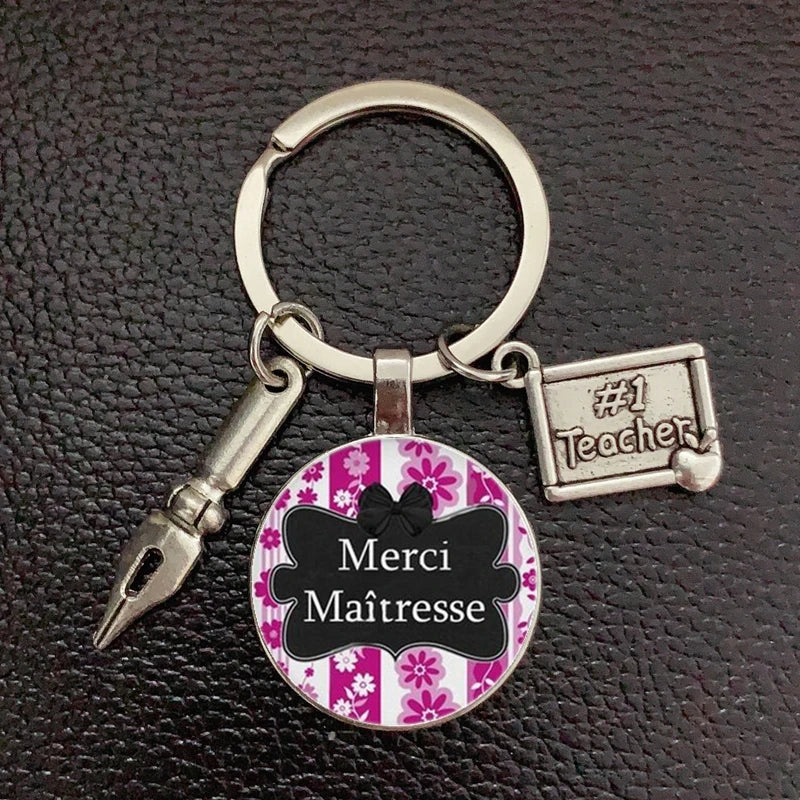 Merci
Maîtresse
#1
Teacher